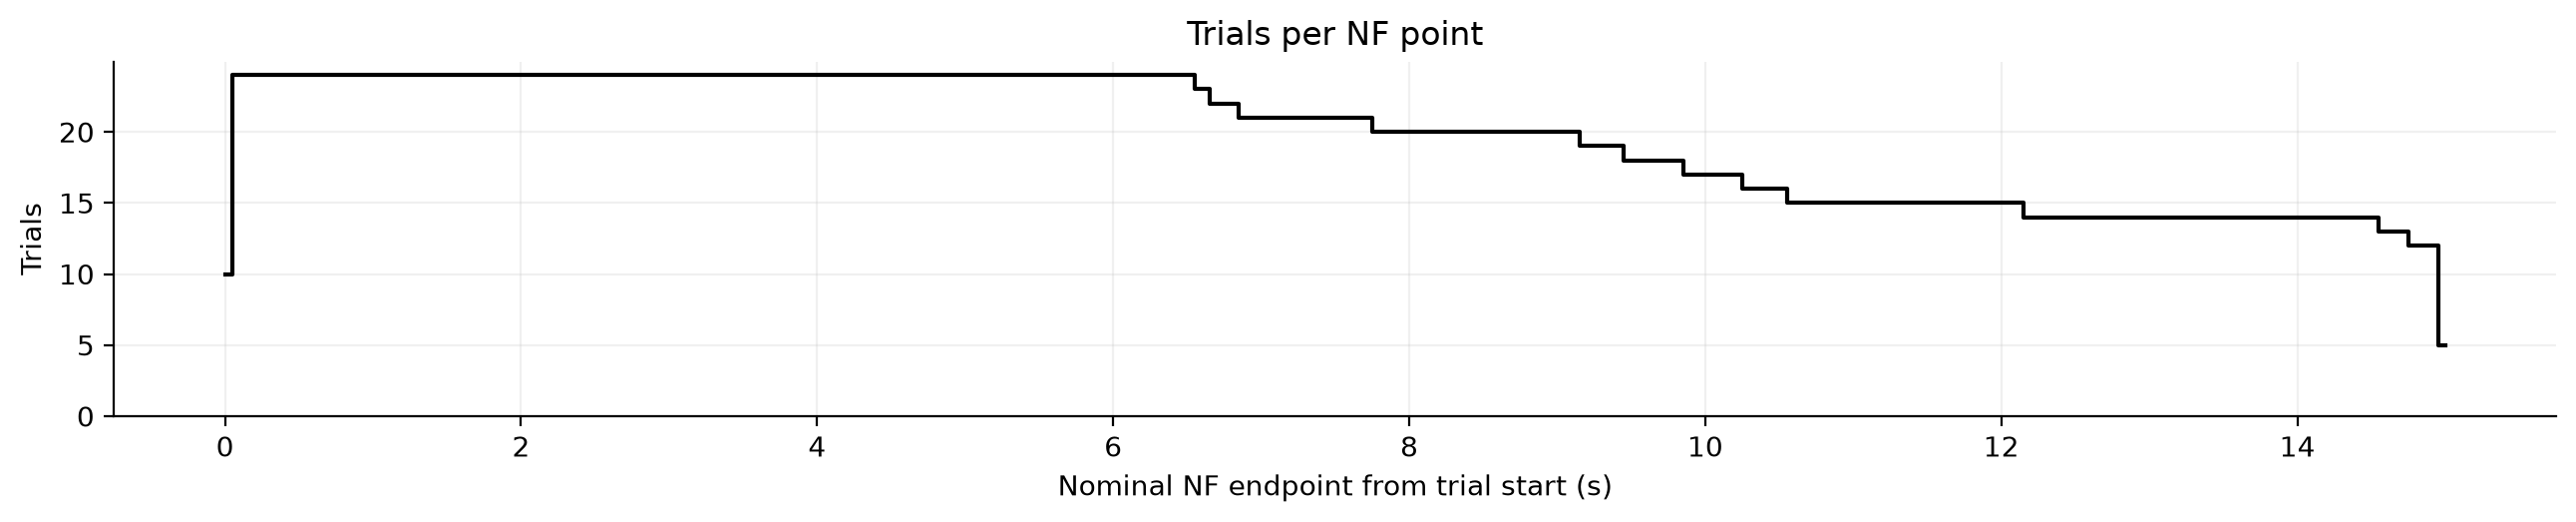 Trials per NF point
Trials
20
15
10
5
0
0 2 4 6 8 10 12 14
Nominal NF endpoint from trial start (s)